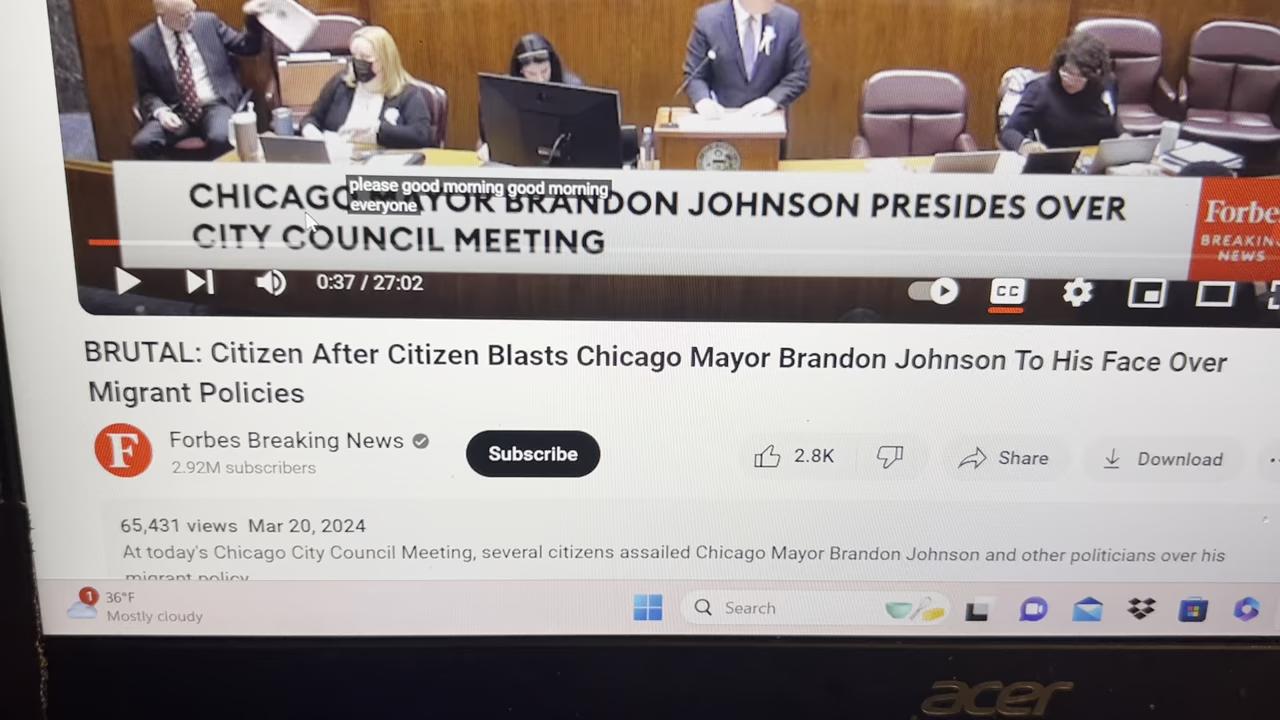 please good morning good morning
everyone
CHICAGO MAYOR BRANDON JOHNSON PRESIDES OVER
CITY COUNCIL MEETING
Forbes
BREAKING
NEWS
0:37 / 27:02
CC
BRUTAL: Citizen After Citizen Blasts Chicago Mayor Brandon Johnson To His Face Over
Migrant Policies
F
Forbes Breaking News
2.92M subscribers
Subscribe
2.8K
Share
Download
65,431 views Mar 20, 2024
At today's Chicago City Council Meeting, several citizens assailed Chicago Mayor Brandon Johnson and other politicians over his
migrant policy
1
36°F
Mostly cloudy
Search
acer